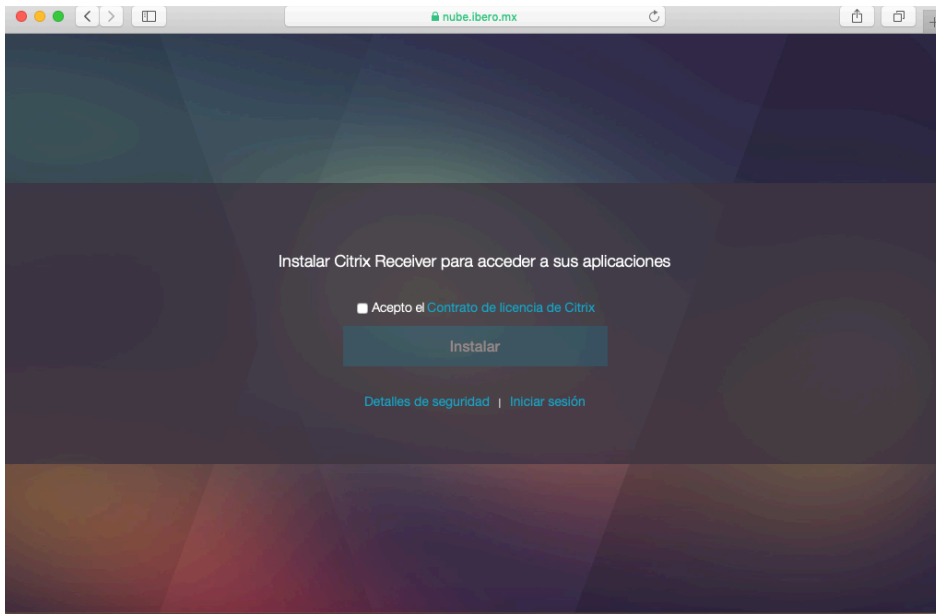 nube.ibero.mx
Instalar Citrix Receiver para acceder a sus aplicaciones
Acepto el Contrato de licencia de Citrix
Instalar
Detalles de seguridad | Iniciar sesión